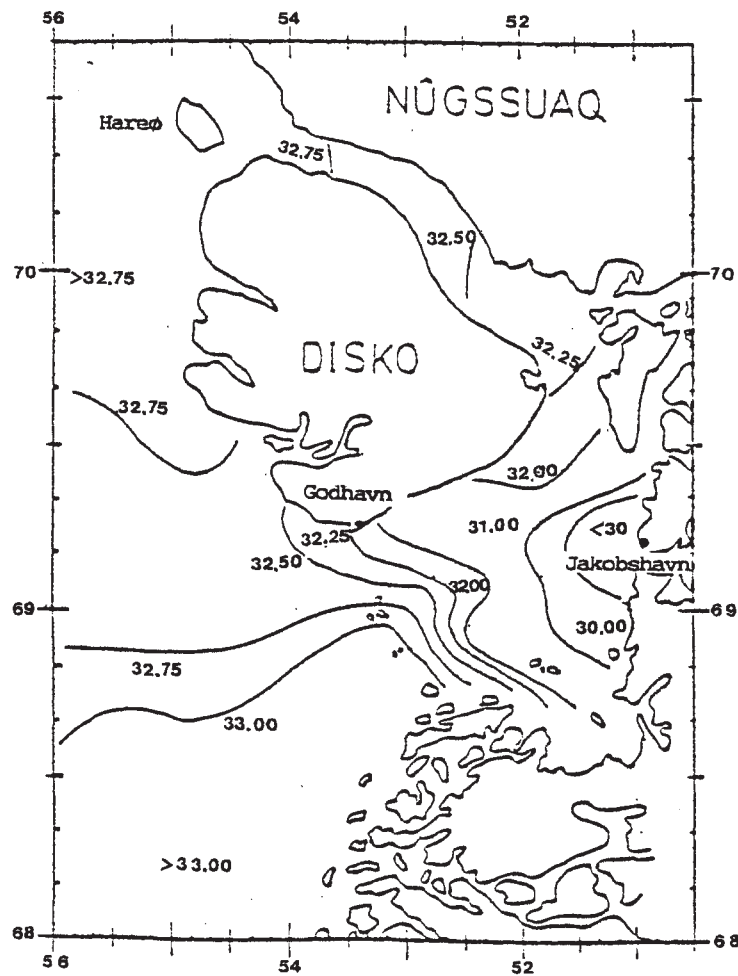 56 54 52
NÛGSSUAQ
Hareø
32.75
32.50
70 70
>32.75
DISKO
32.25
32.75
32.00
Godhavn
31.00 <30
32.25
32.50
Jakobshavn
3200
69 69
30.00
32.75
33.00
>33.00
68 68
56 54 52